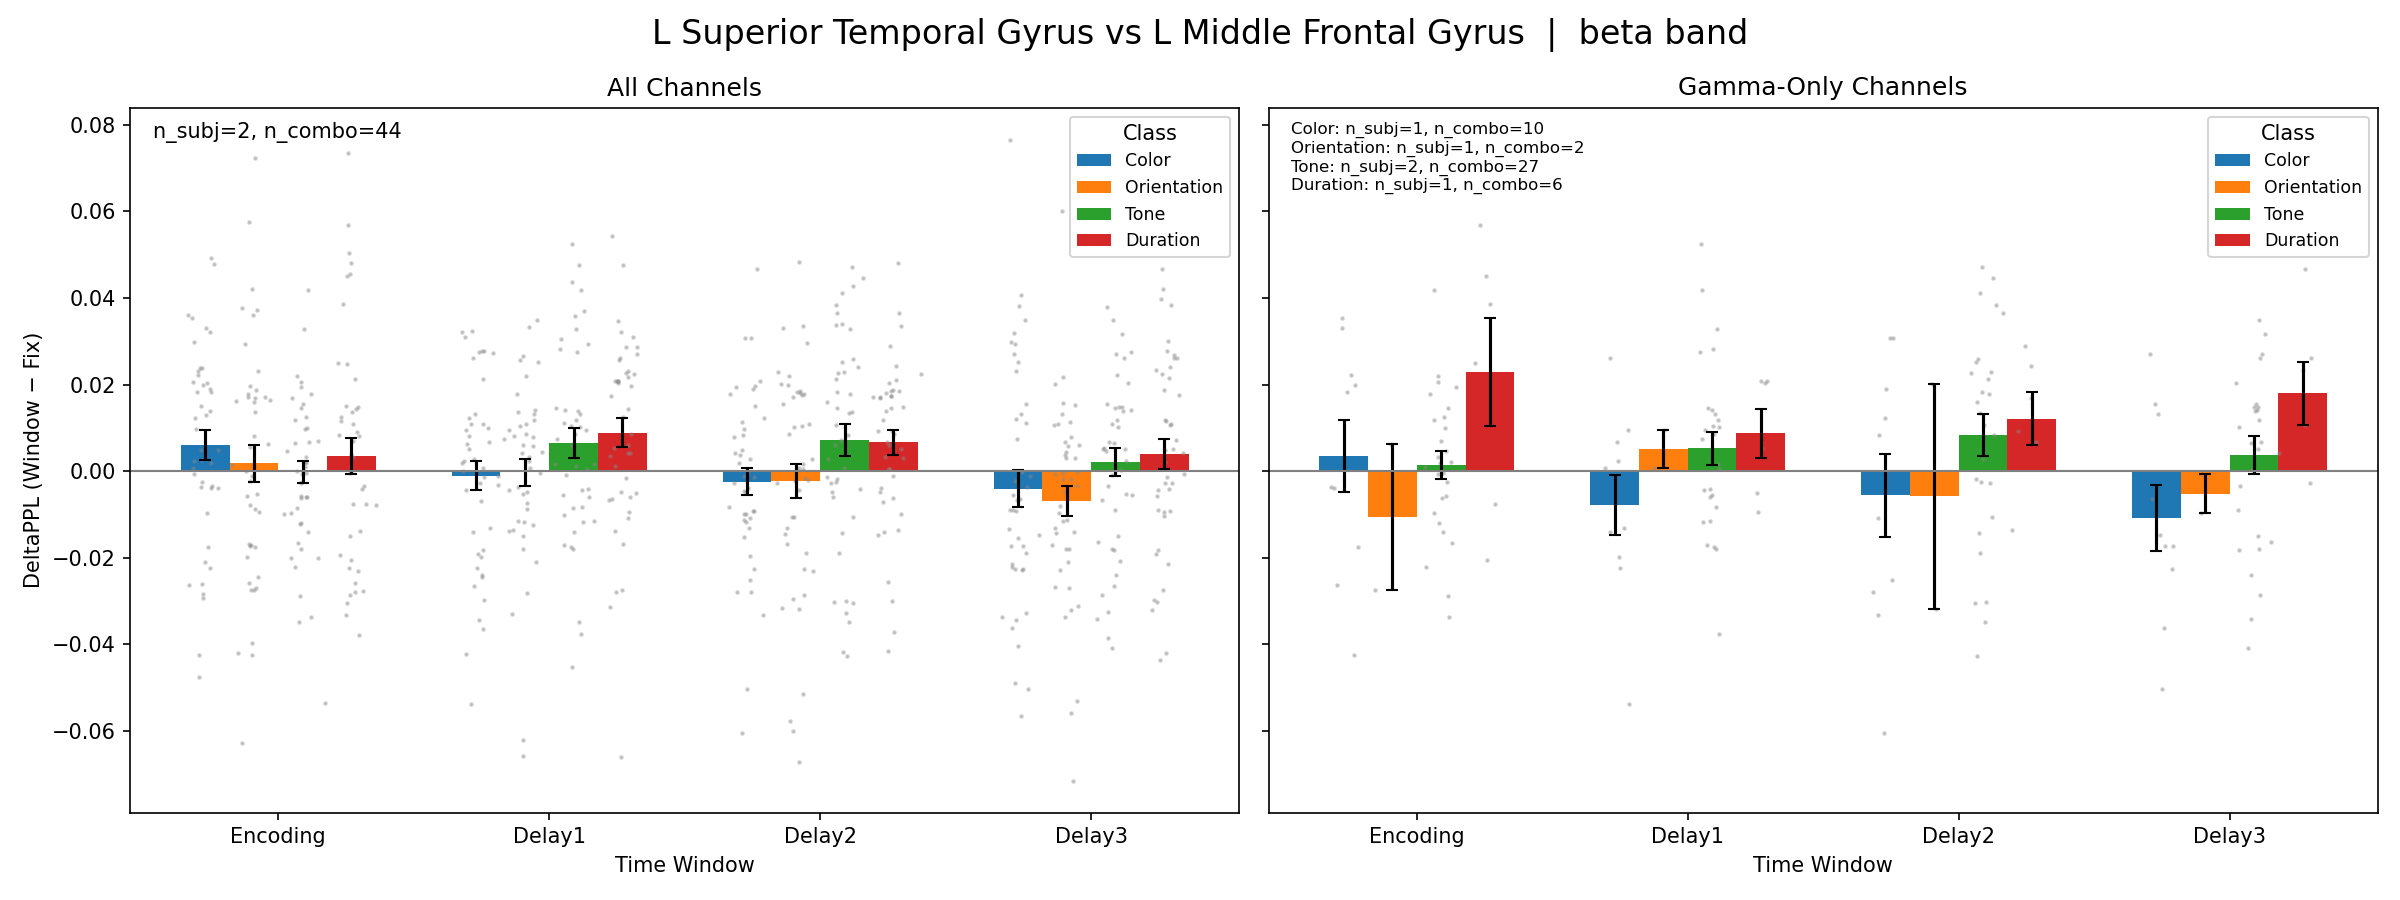 L Superior Temporal Gyrus vs L Middle Frontal Gyrus | beta band
All Channels
n_subj=2, n_combo=44
Class
Color
Orientation
Tone
Duration
0.08
0.06
0.04
0.02
0.00
−0.02
−0.04
−0.06
DeltaPPL (Window − Fix)
Encoding
Delay1
Delay2
Delay3
Time Window
Gamma-Only Channels
Color: n_subj=1, n_combo=10
Orientation: n_subj=1, n_combo=2
Tone: n_subj=2, n_combo=27
Duration: n_subj=1, n_combo=6
Class
Color
Orientation
Tone
Duration
Encoding
Delay1
Delay2
Delay3
Time Window